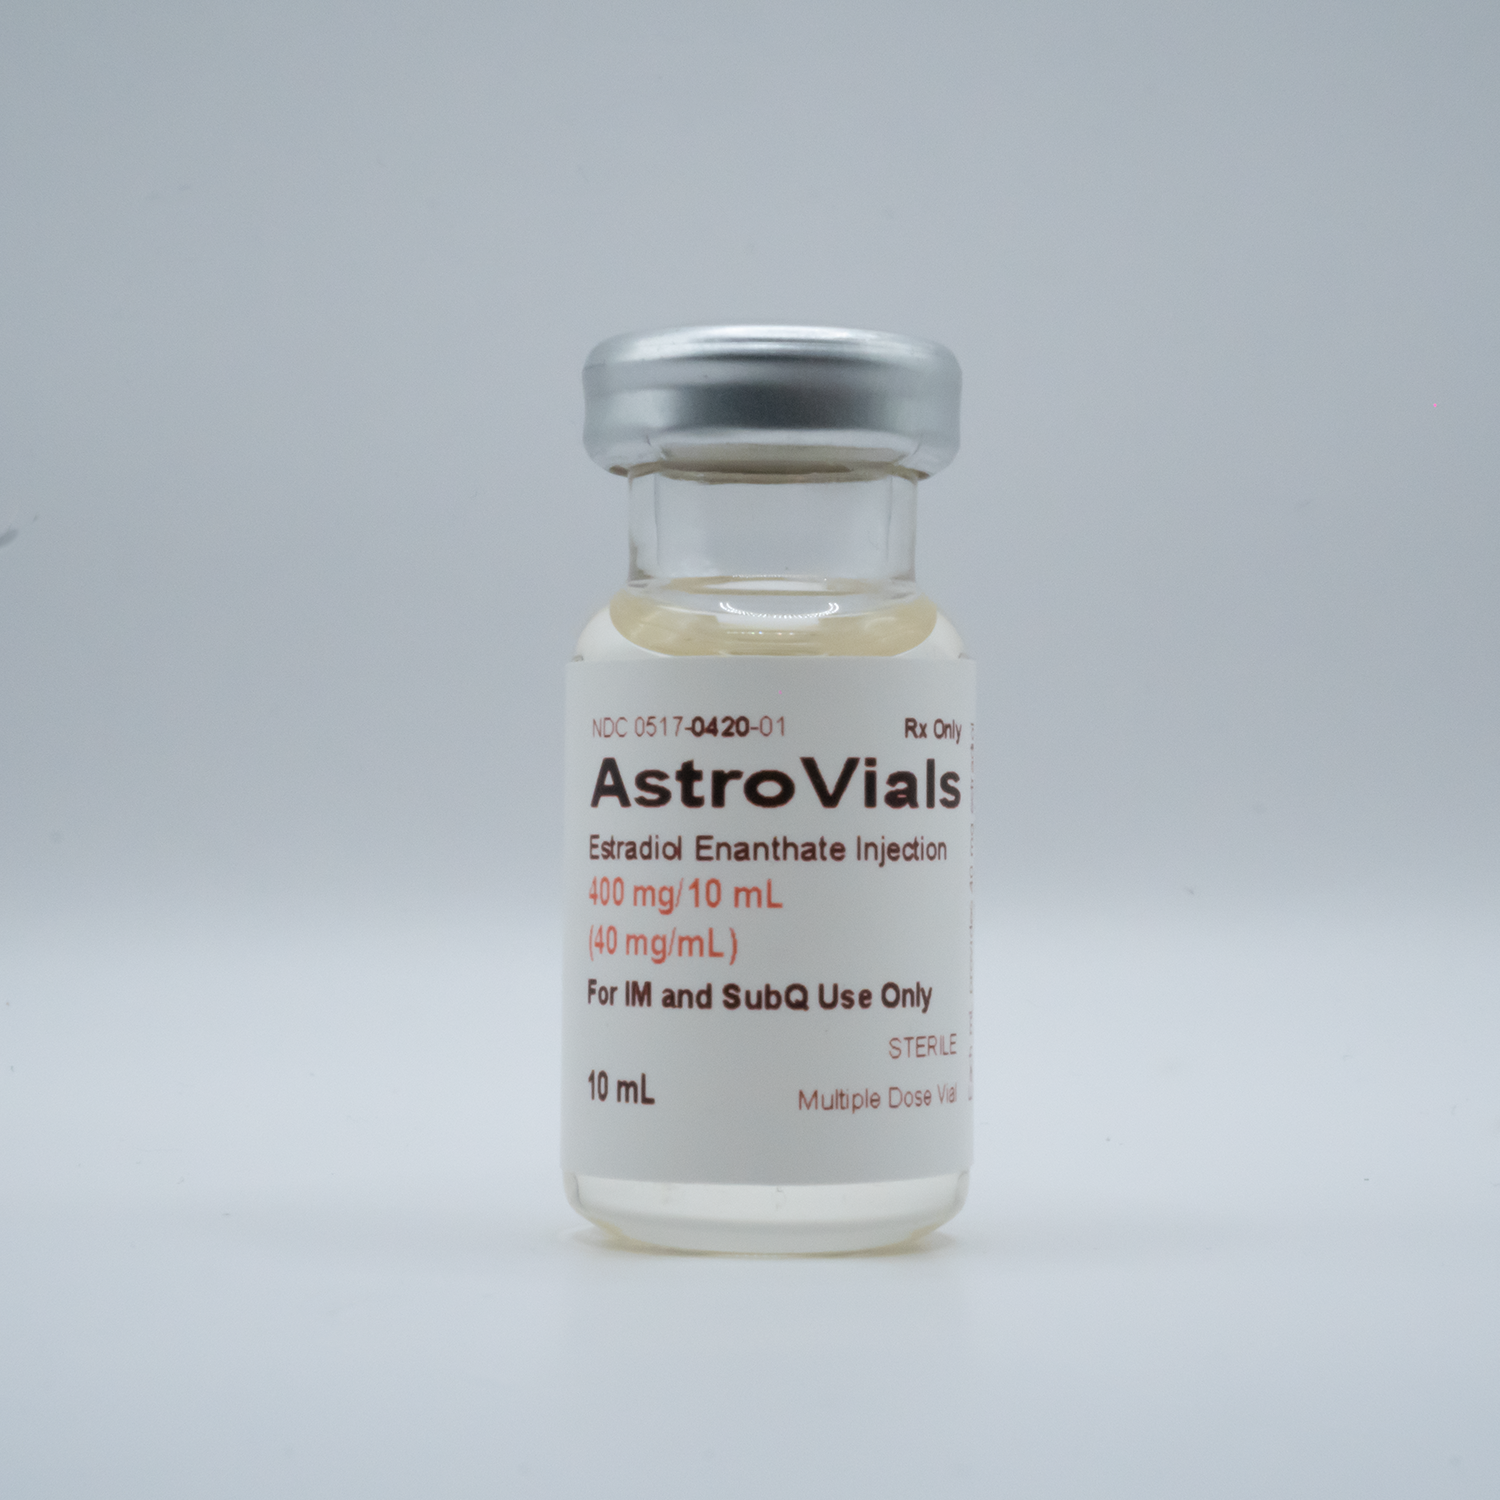 NDC 0517-0420-01 Rx Only
AstroVials
Estradiol Enanthate Injection
400 mg/10 mL
(40 mg/mL)
For IM and SubQ Use Only
STERILE
10 mL
Multiple Dose Vial